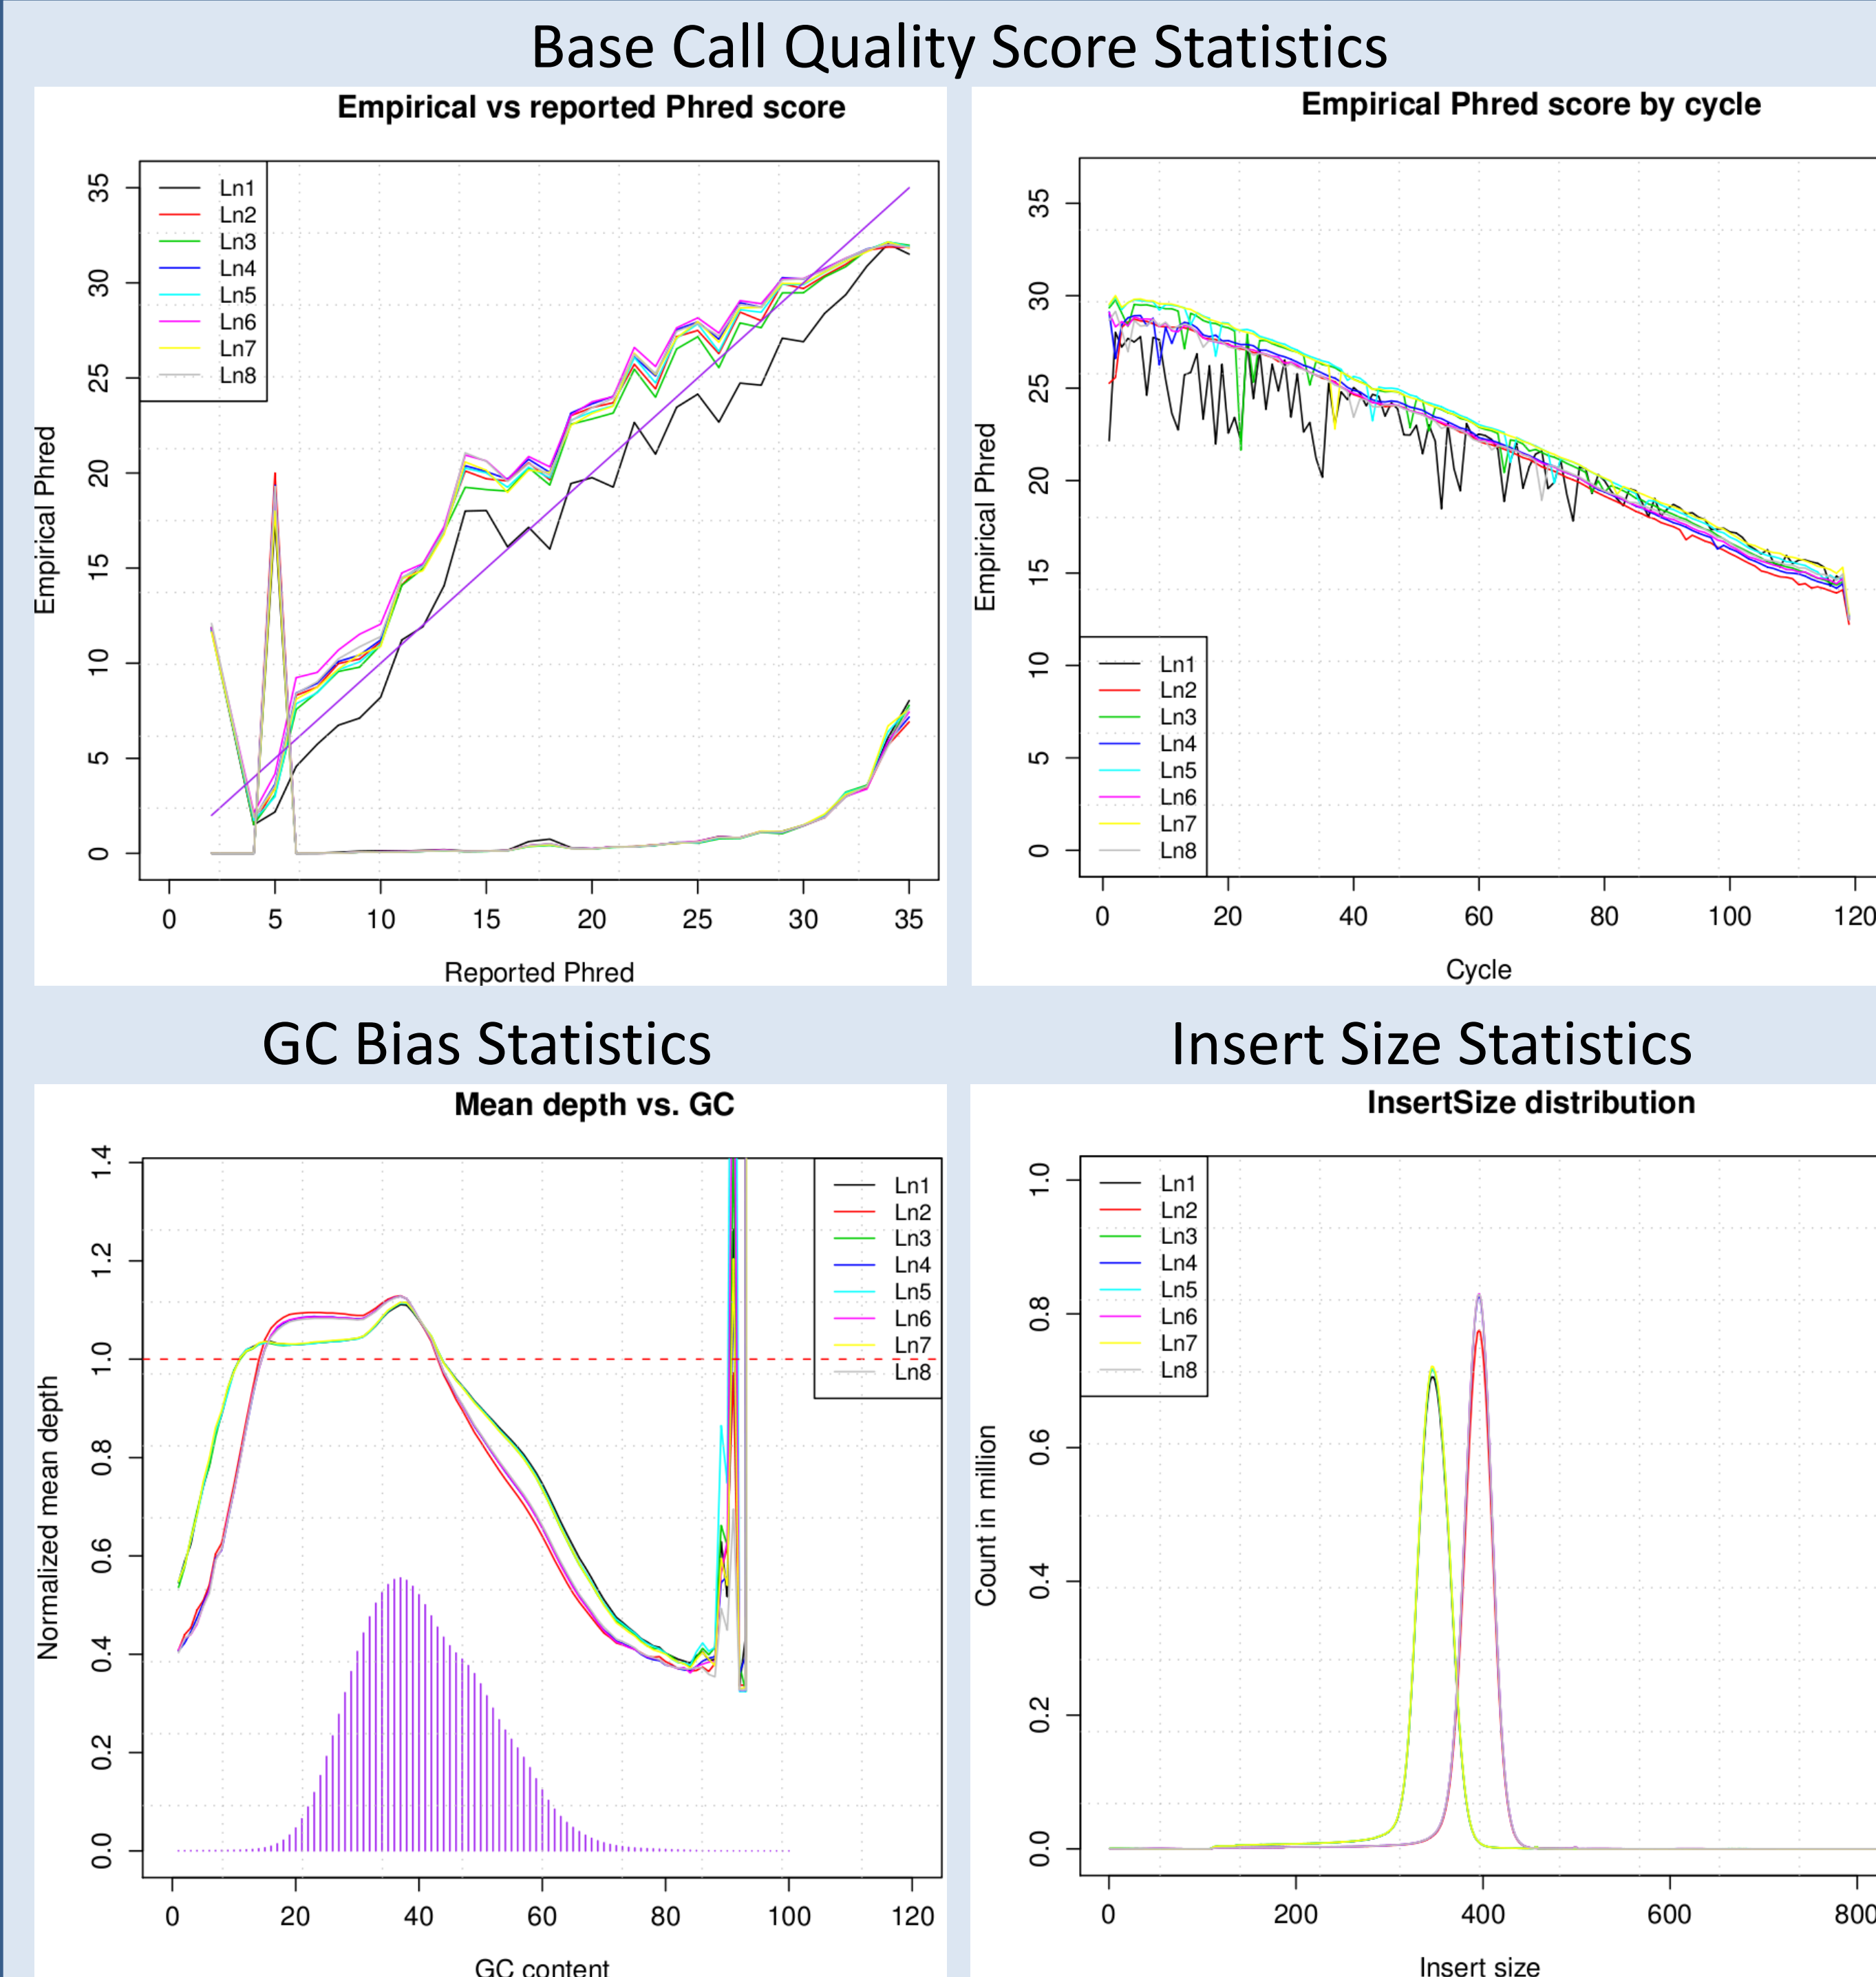 Base Call Quality Score Statistics
Empirical vs reported Phred score
Ln1
Ln2
Ln3
Ln4
Ln5
Ln6
Ln7
Ln8
Empirical Phred
35
30
25
20
15
10
5
0
0 5 10 15 20 25 30 35
Reported Phred
Empirical Phred score by cycle
Empirical Phred
35
30
25
20
15
10
5
0
Ln1
Ln2
Ln3
Ln4
Ln5
Ln6
Ln7
Ln8
0 20 40 60 80 100 120
Cycle
GC Bias Statistics
Mean depth vs. GC
Ln1
Ln2
Ln3
Ln4
Ln5
Ln6
Ln7
Ln8
Normalized mean depth
1.4
1.2
1.0
0.8
0.6
0.4
0.2
0.0
0 20 40 60 80 100 120
GC content
Insert Size Statistics
InsertSize distribution
Ln1
Ln2
Ln3
Ln4
Ln5
Ln6
Ln7
Ln8
Count in million
1.0
0.8
0.6
0.4
0.2
0.0
0 200 400 600 800
Insert size